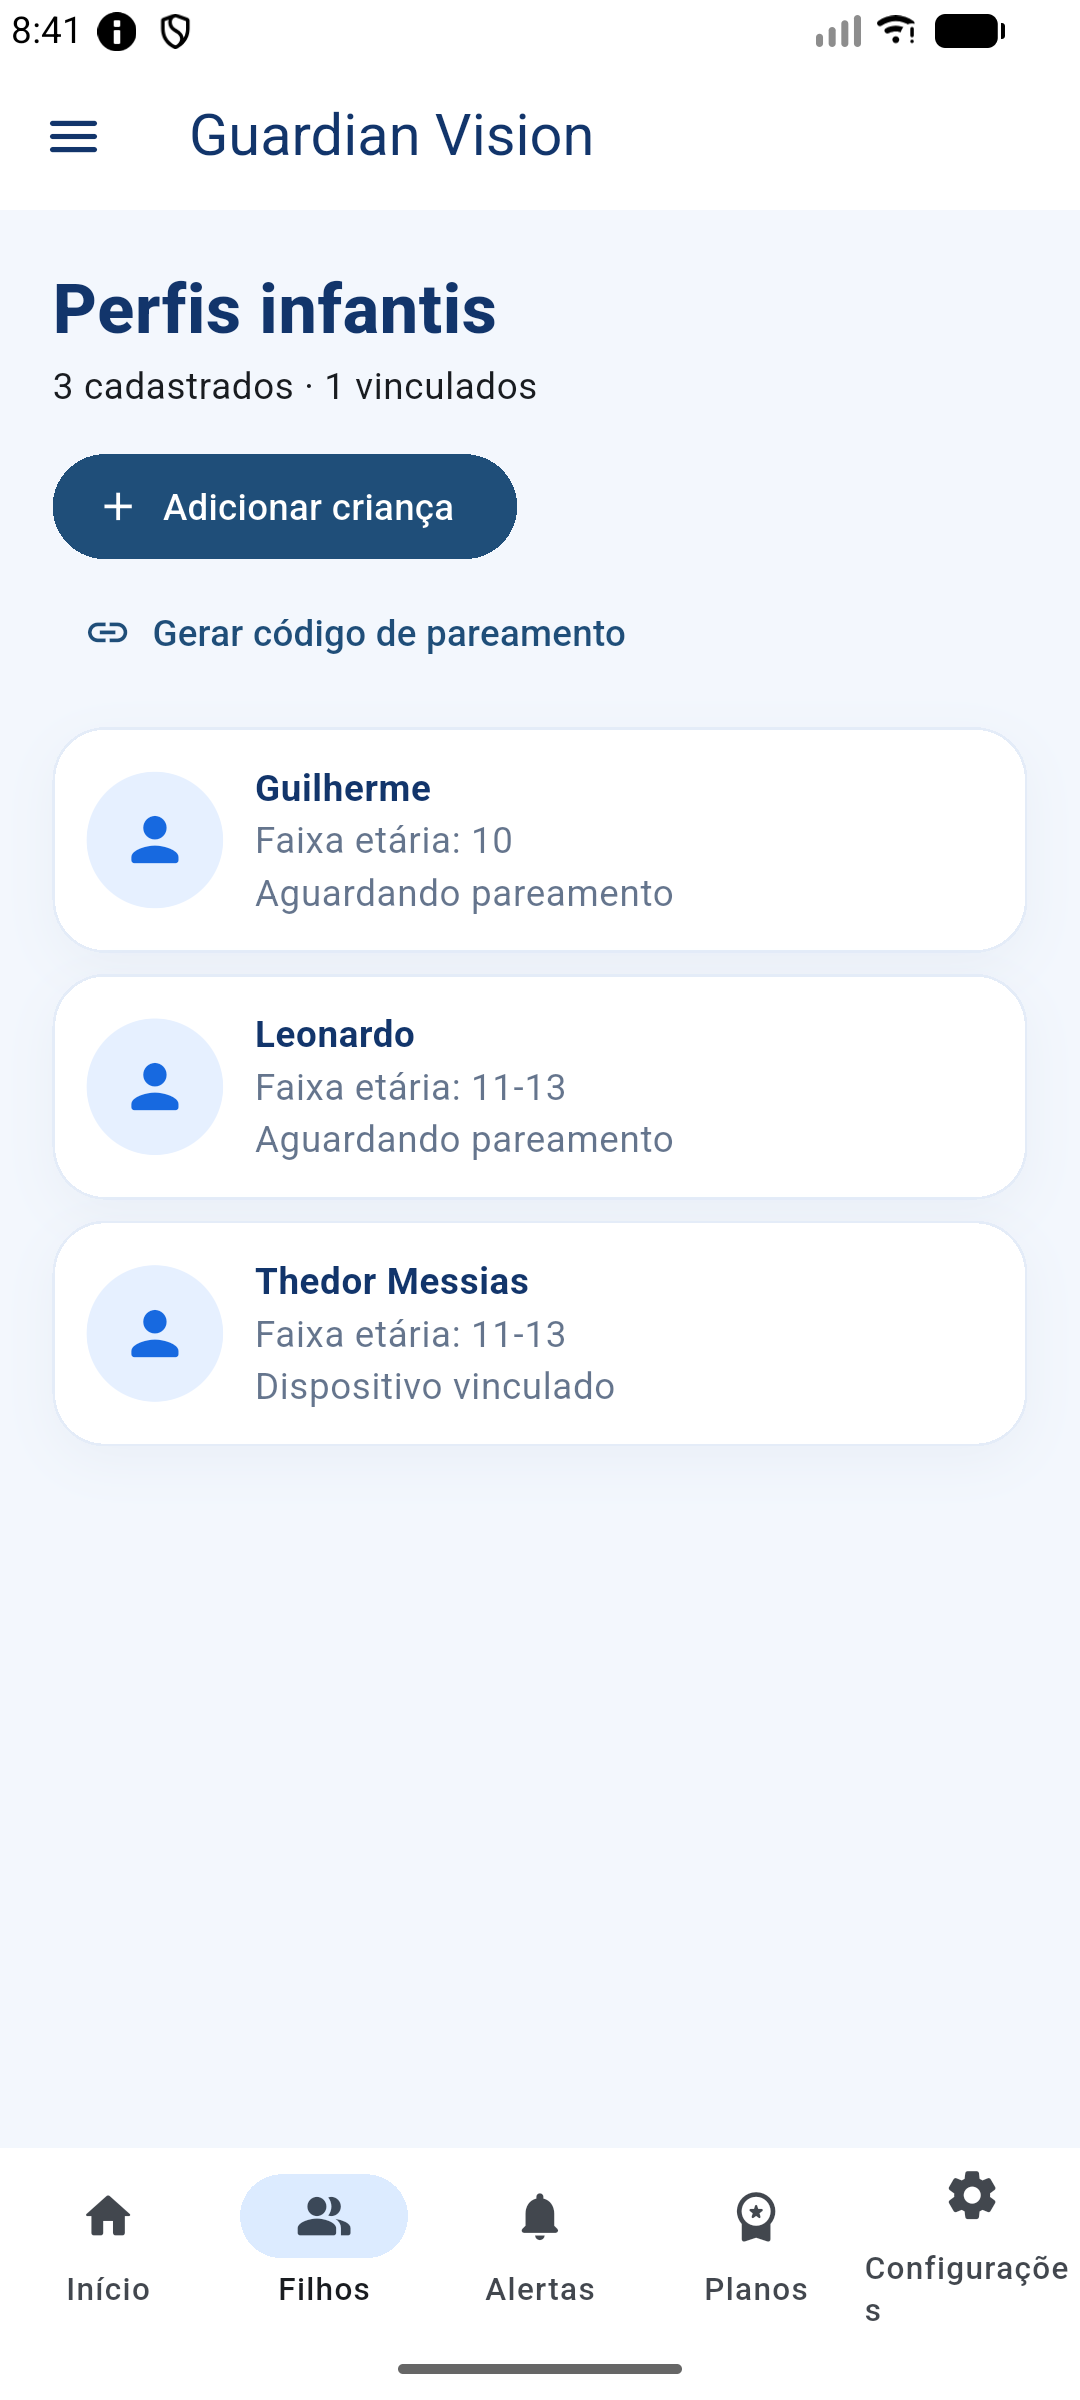 8:41
Guardian Vision
Perfis infantis
3 cadastrados · 1 vinculados
Adicionar criança
Gerar código de pareamento
Guilherme
Faixa etária: 10
Aguardando pareamento
Leonardo
Faixa etária: 11-13
Aguardando pareamento
Thedor Messias
Faixa etária: 11-13
Dispositivo vinculado
Início
Filhos
Alertas
Planos
Configuraçõe
s